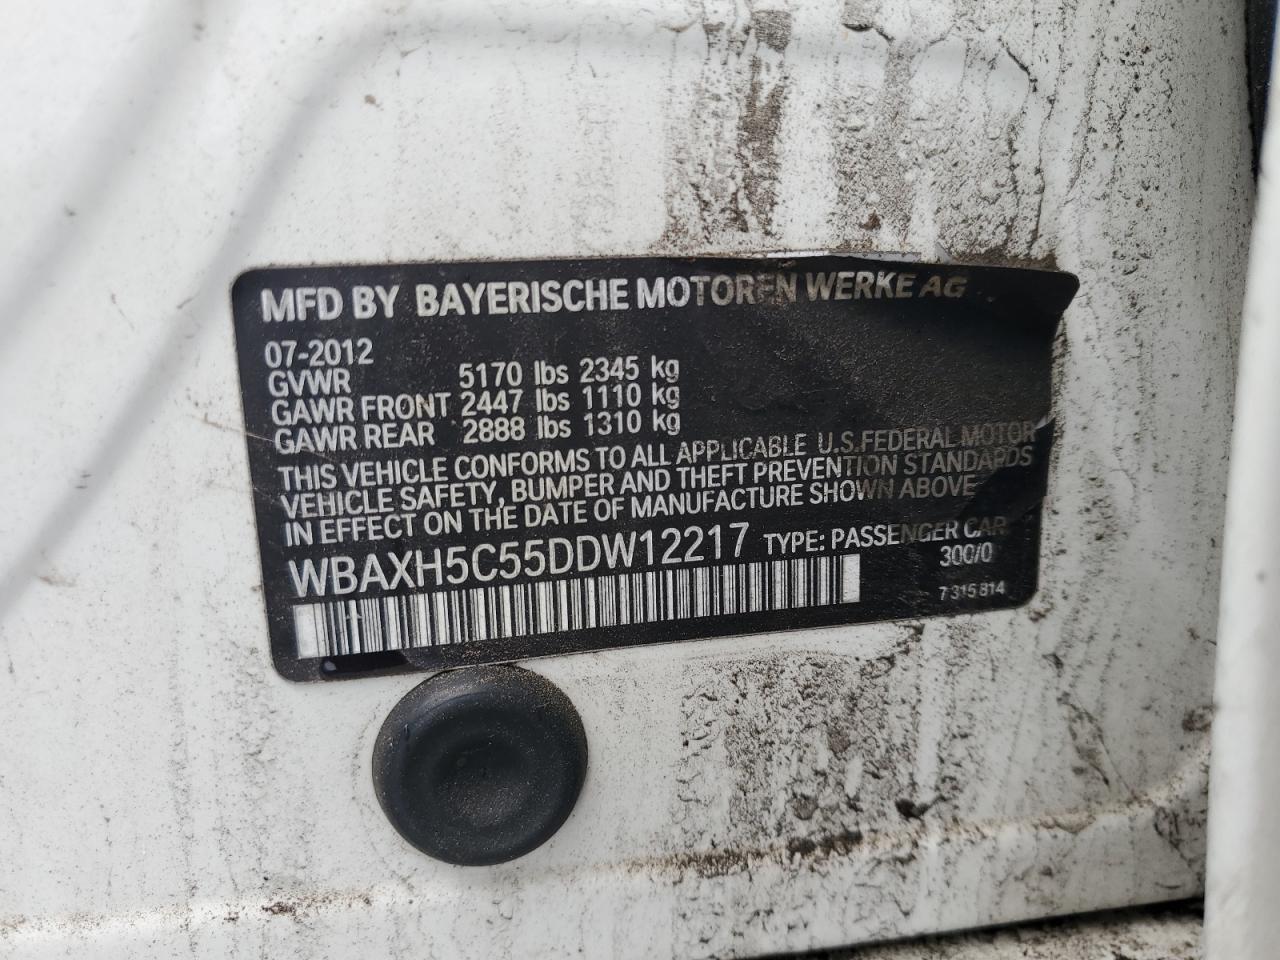 MFD BY BAYERISCHE MOTOREN WERKE AG
07-2012
GVWR 5170 lbs 2345 kg
GAWR FRONT 2447 lbs 1110 kg
GAWR REAR 2888 lbs 1310 kg
THIS VEHICLE CONFORMS TO ALL APPLICABLE U.S.FEDERAL MOTOR
VEHICLE SAFETY, BUMPER AND THEFT PREVENTION STANDARDS
IN EFFECT ON THE DATE OF MANUFACTURE SHOWN ABOVE
WBAXH5C55DDW12217 TYPE: PASSENGER CAR
300/0
7 315 814